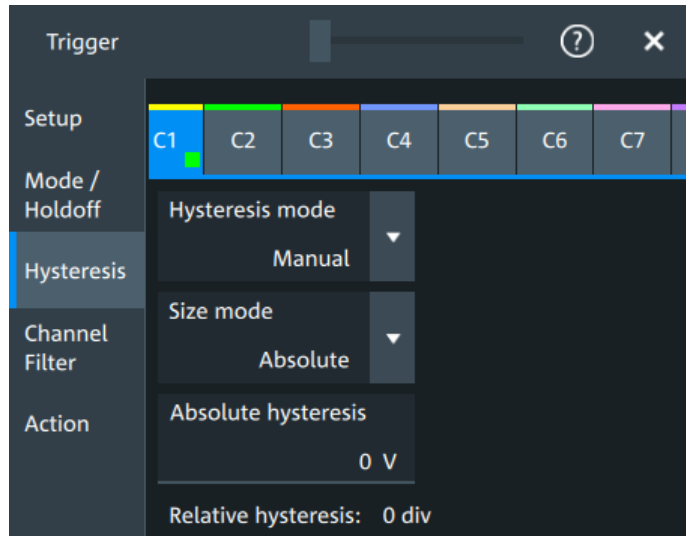 Trigger
?
Setup
Mode /
Holdoff
Hysteresis
Channel
Filter
Action
C1 C2 C3 C4 C5 C6 C7
Hysteresis mode
Manual
Size mode
Absolute
Absolute hysteresis
0 V
Relative hysteresis: 0 div